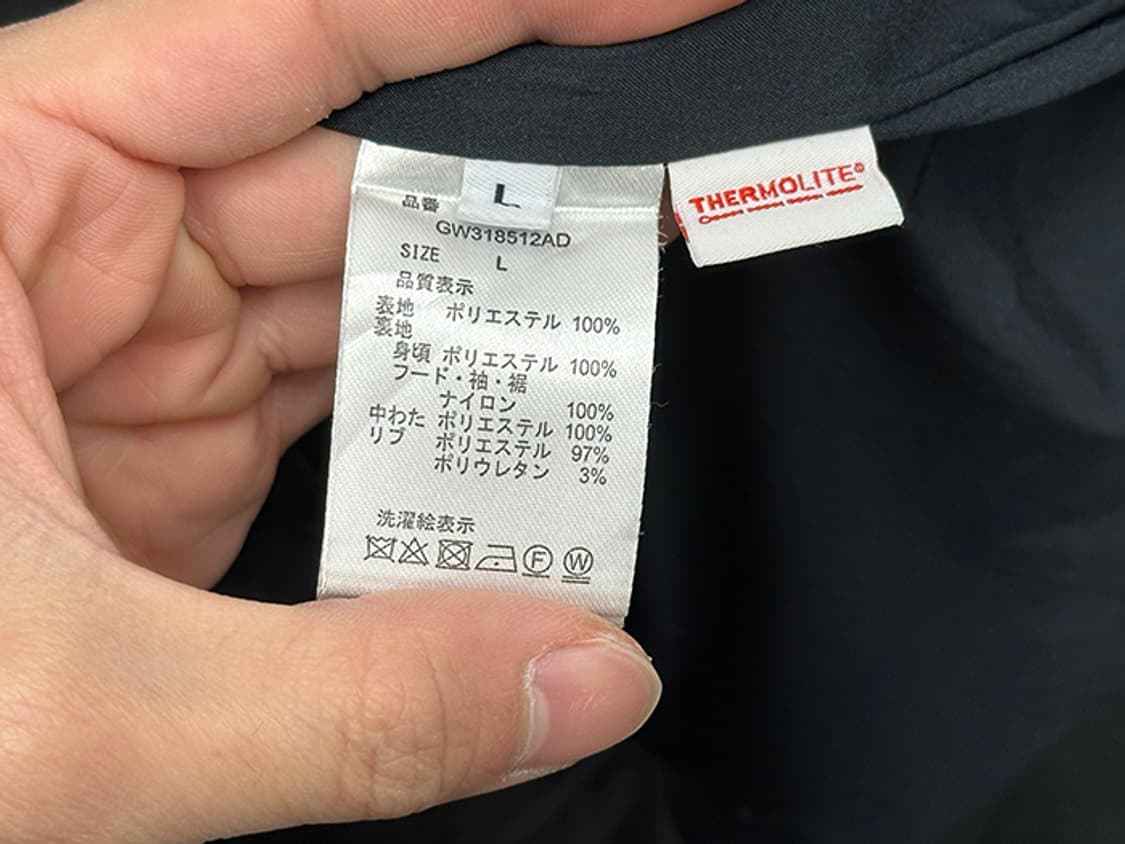 L
THERMOLITE®
品番
GW318512AD
SIZE L
品質表示
表地 ポリエステル 100%
裏地
身頃 ポリエステル 100%
フード・袖・裾
ナイロン 100%
中わた ポリエステル 100%
リブ ポリエステル 97%
ポリウレタン 3%
洗濯絵表示
F W